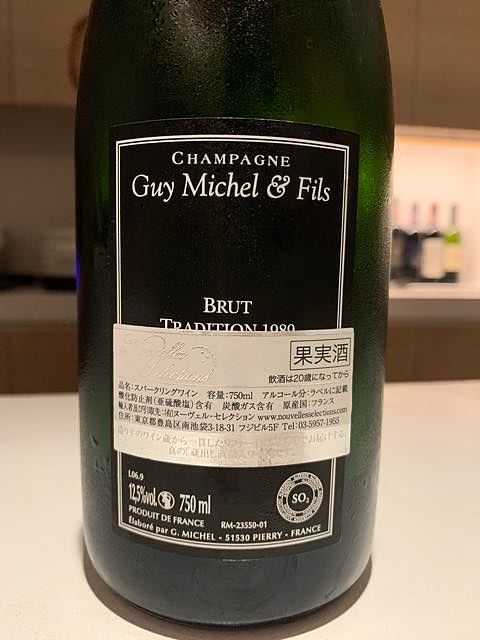 CHAMPAGNE
Guy Michel & Fils
BRUT
TRADITION 1989
果実酒
飲酒は20歳になってから
品名:スパークリングワイン 容量:750ml アルコール分:ラベルに記載
酸化防止剤(亜硫酸塩)含有 炭酸ガス含有 原産国:フランス
輸入者及び引取先:(有)ヌーヴェル・セレクション www.nouvellesselections.com
住所:東京都豊島区南池袋3-18-31 フジビル5F Tel:03-5957-1955
L06.9
12,5%vol. 750 ml
SO₂
PRODUIT DE FRANCE
RM-23550-01
Élaboré par G. MICHEL - 51530 PIERRY - FRANCE